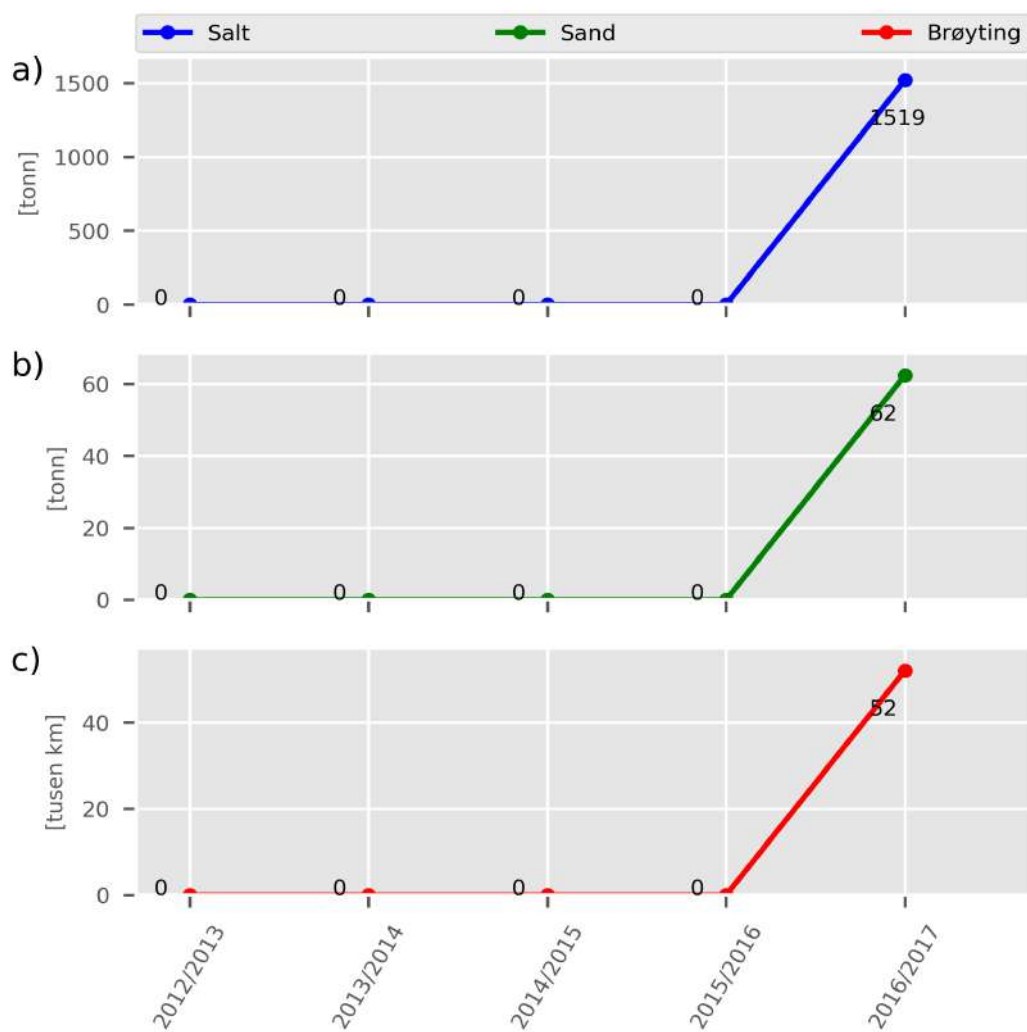 Salt Sand Brøyting
a)
1500
1000
500
0
[tonn]
0 0 0 0 1519
b)
60
40
20
0
[tonn]
0 0 0 0 62
c)
40
20
0
[tusen km]
0 0 0 0 52
2012/2013 2013/2014 2014/2015 2015/2016 2016/2017